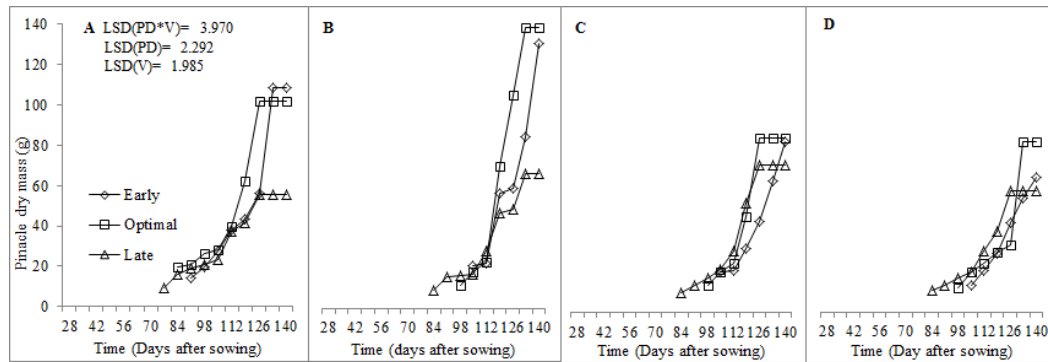 140
120
100
80
60
40
20
0
Pinacle dry mass (g)
A LSD(PD*V)= 3.970
LSD(PD)= 2.292
LSD(V)= 1.985
Early
Optimal
Late
28 42 56 70 84 98 112 126 140
Time (Days after sowing)
B
28 42 56 70 84 98 112 126 140
Time (days after sowing)
C
28 42 56 70 84 98 112 126 140
Time (Days after sowing)
D
28 42 56 70 84 98 112 126 140
Time (Day after sowing)